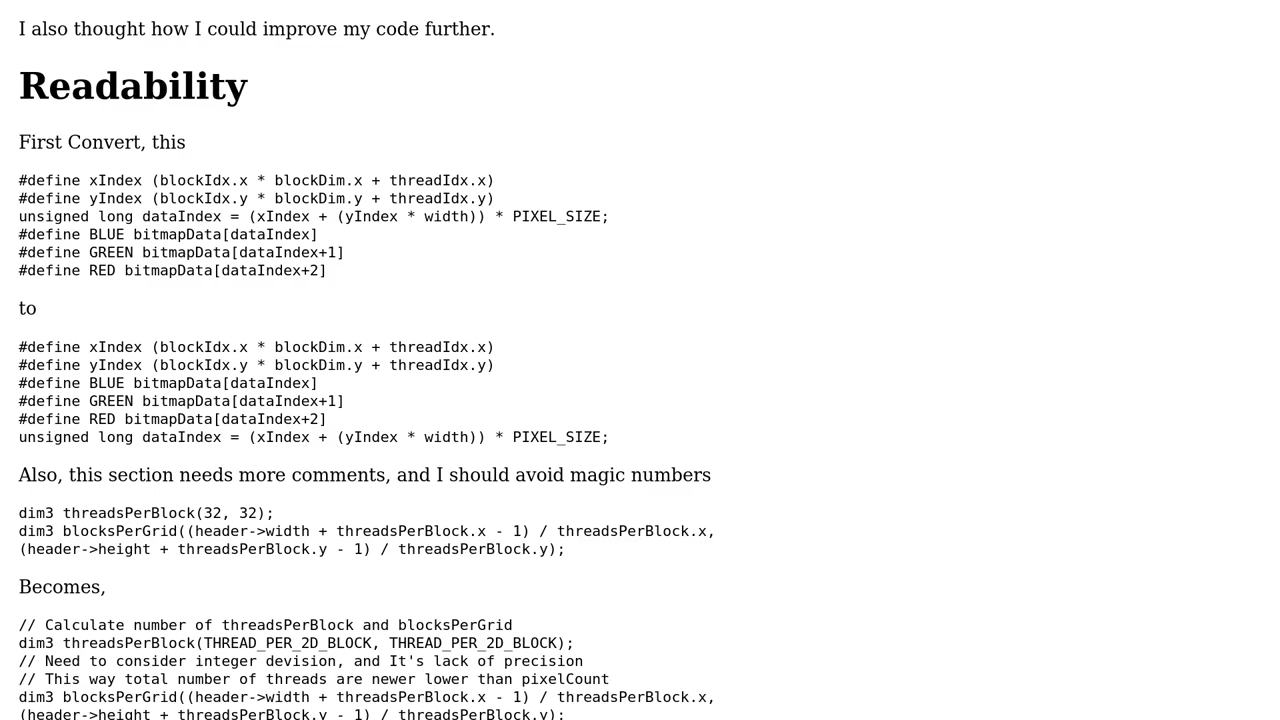 I also thought how I could improve my code further.
Readability
First Convert, this
#define xIndex (blockIdx.x * blockDim.x + threadIdx.x)
#define yIndex (blockIdx.y * blockDim.y + threadIdx.y)
unsigned long dataIndex = (xIndex + (yIndex * width)) * PIXEL_SIZE;
#define BLUE bitmapData[dataIndex]
#define GREEN bitmapData[dataIndex+1]
#define RED bitmapData[dataIndex+2]
to
#define xIndex (blockIdx.x * blockDim.x + threadIdx.x)
#define yIndex (blockIdx.y * blockDim.y + threadIdx.y)
#define BLUE bitmapData[dataIndex]
#define GREEN bitmapData[dataIndex+1]
#define RED bitmapData[dataIndex+2]
unsigned long dataIndex = (xIndex + (yIndex * width)) * PIXEL_SIZE;
Also, this section needs more comments, and I should avoid magic numbers
dim3 threadsPerBlock(32, 32);
dim3 blocksPerGrid((header->width + threadsPerBlock.x - 1) / threadsPerBlock.x,
(header->height + threadsPerBlock.y - 1) / threadsPerBlock.y);
Becomes,
// Calculate number of threadsPerBlock and blocksPerGrid
dim3 threadsPerBlock(THREAD_PER_2D_BLOCK, THREAD_PER_2D_BLOCK);
// Need to consider integer devision, and It's lack of precision
// This way total number of threads are newer lower than pixelCount
dim3 blocksPerGrid((header->width + threadsPerBlock.x - 1) / threadsPerBlock.x,
(header->height + threadsPerBlock.y - 1) / threadsPerBlock.y);